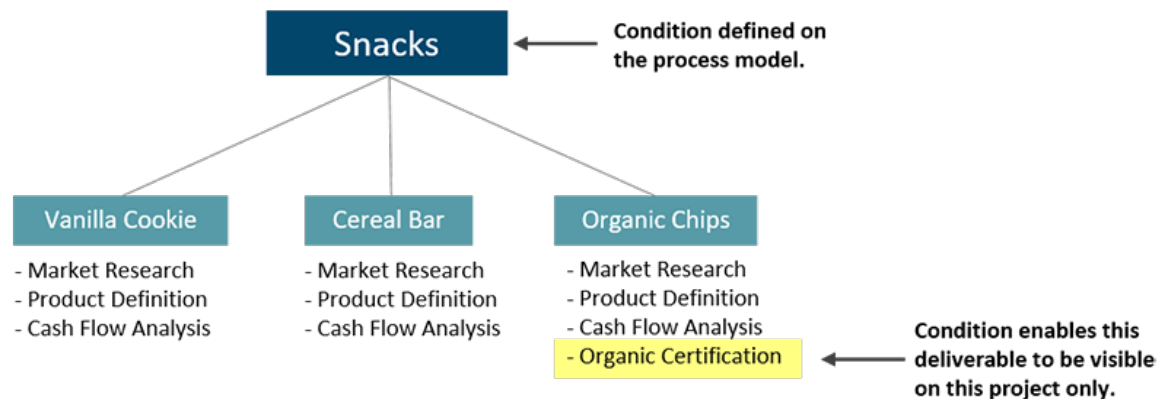 Snacks
Condition defined on
the process model.
Vanilla Cookie
- Market Research
- Product Definition
- Cash Flow Analysis
Cereal Bar
- Market Research
- Product Definition
- Cash Flow Analysis
Organic Chips
- Market Research
- Product Definition
- Cash Flow Analysis
- Organic Certification
Condition enables this
deliverable to be visible
on this project only.